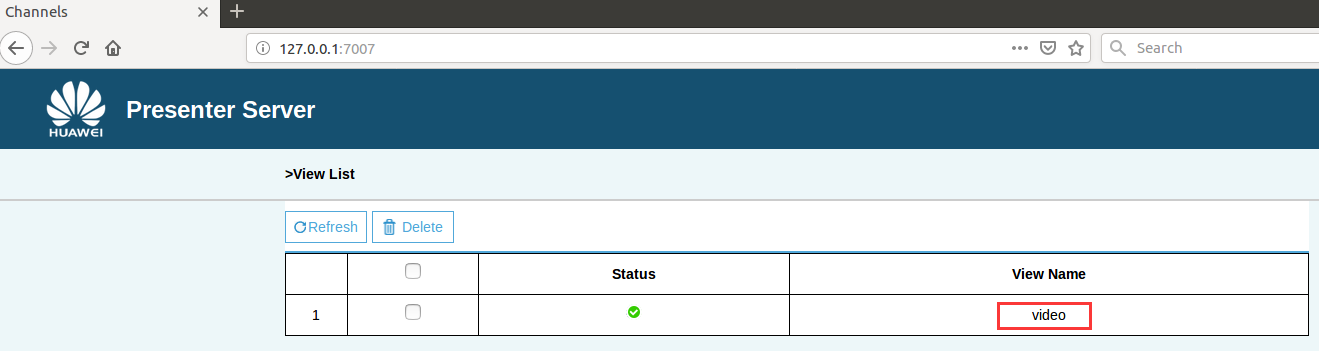 Channels
127.0.0.1:7007
Search
HUAWEI
Presenter Server
>View List
Refresh
Delete
Status
View Name
1
video